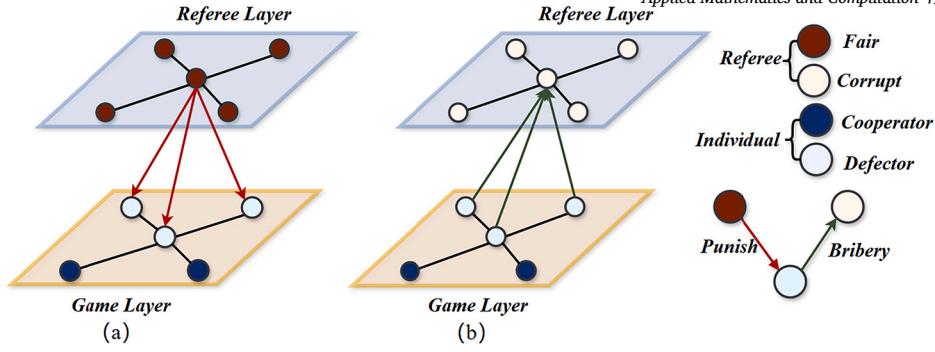 Applied Mathematics and Computation
Referee Layer
Referee Layer
Fair
Referee
Corrupt
Cooperator
Individual
Defector
Punish
Bribery
Game Layer
Game Layer
(a)
(b)